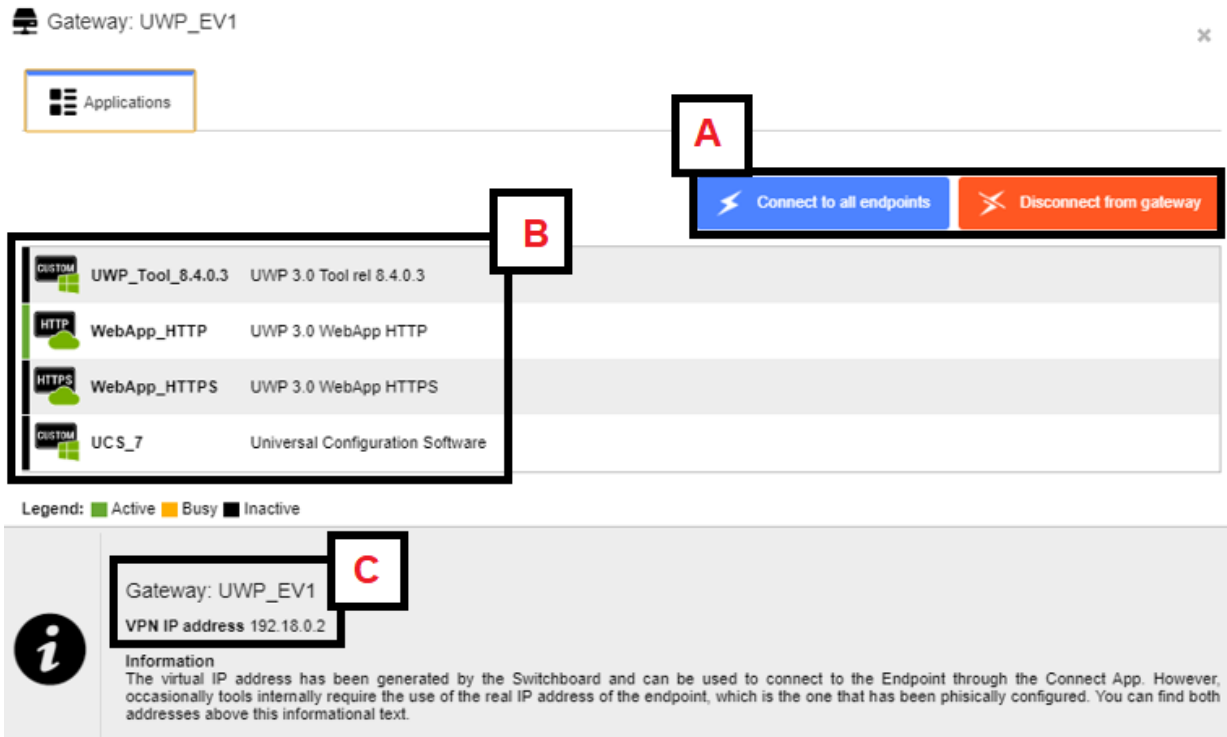 Gateway: UWP_EV1
×
Applications
A
Connect to all endpoints
Disconnect from gateway
B
CUSTOM UWP_Tool_8.4.0.3 UWP 3.0 Tool rel 8.4.0.3
HTTP WebApp_HTTP UWP 3.0 WebApp HTTP
HTTPS WebApp_HTTPS UWP 3.0 WebApp HTTPS
CUSTOM UCS_7 Universal Configuration Software
Legend: Active Busy Inactive
C
Gateway: UWP_EV1
VPN IP address 192.18.0.2
i
Information
The virtual IP address has been generated by the Switchboard and can be used to connect to the Endpoint through the Connect App. However,
occasionally tools internally require the use of the real IP address of the endpoint, which is the one that has been phisically configured. You can find both
addresses above this informational text.